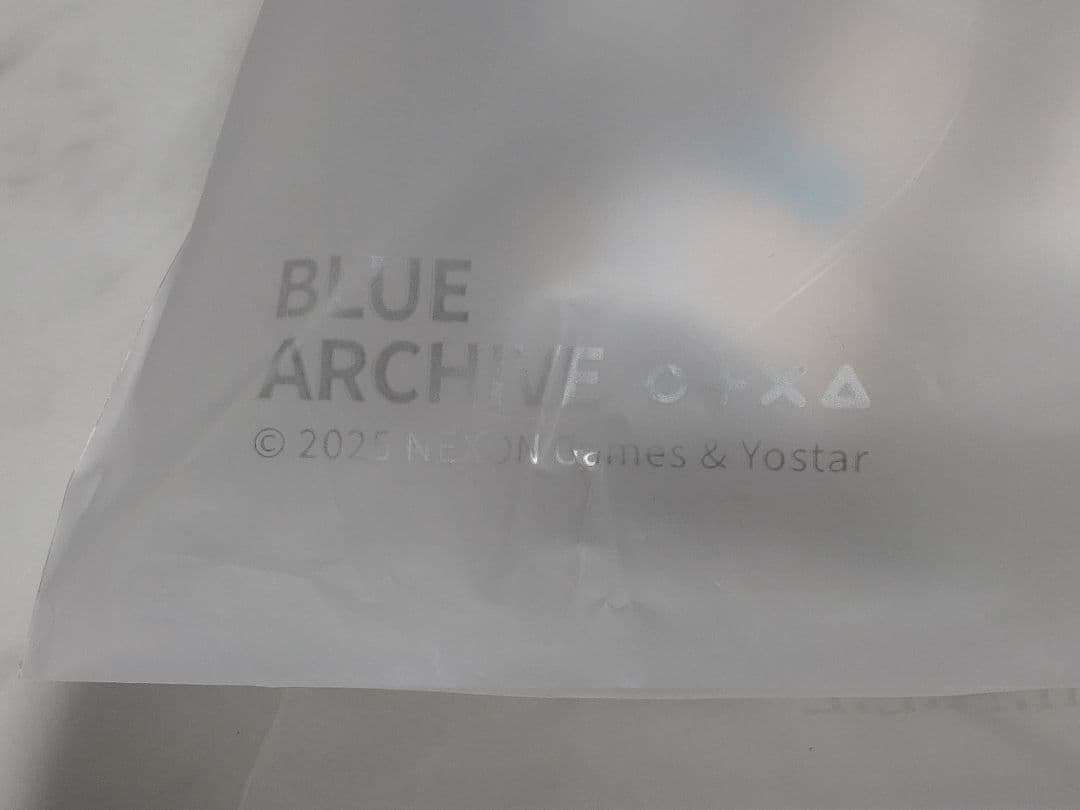 BLUE
ARCHIVE
© 2025 NEXON Games & Yostar